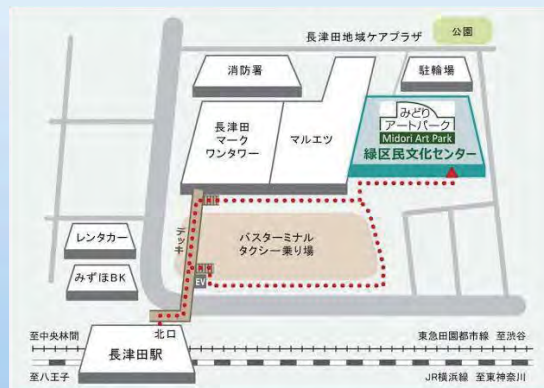 公園
長津田地域ケアプラザ
消防署
駐輪場
みどり
アートパーク
Midori Art Park
緑区民文化センター
長津田
マーク
ワンタワー
マルエツ
デッキ
バスターミナル
タクシー乗り場
レンタカー
みずほBK
EV
北口
長津田駅
至中央林間
東急田園都市線 至渋谷
至八王子
JR横浜線 至東神奈川